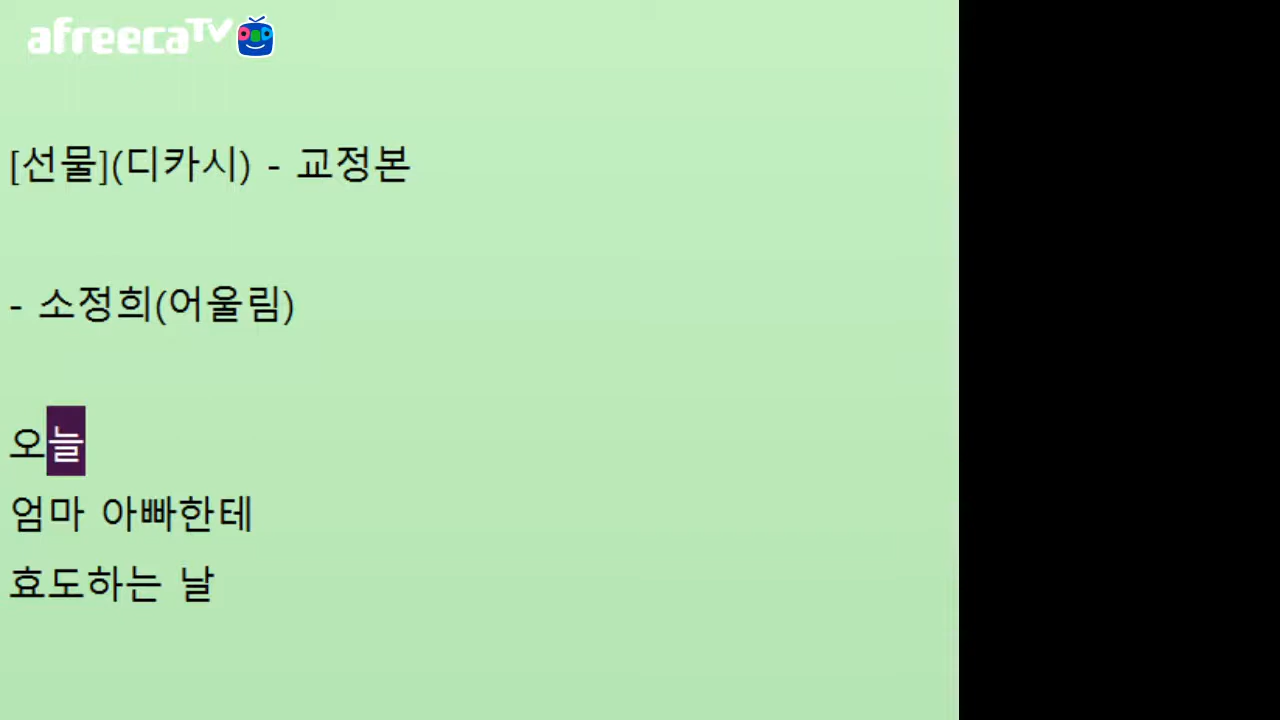 afreecaTV
[선물](디카시) - 교정본
- 소정희(어울림)
오늘
엄마 아빠한테
효도하는 날